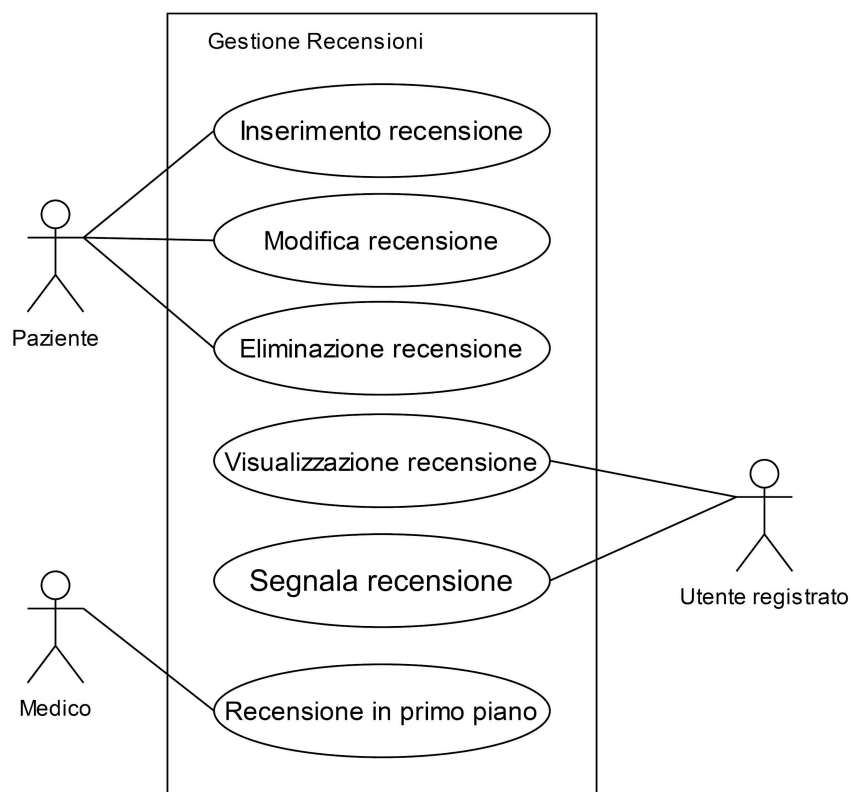 Gestione Recensioni
Inserimento recensione
Modifica recensione
Paziente
Eliminazione recensione
Visualizzazione recensione
Segnala recensione
Utente registrato
Medico
Recensione in primo piano